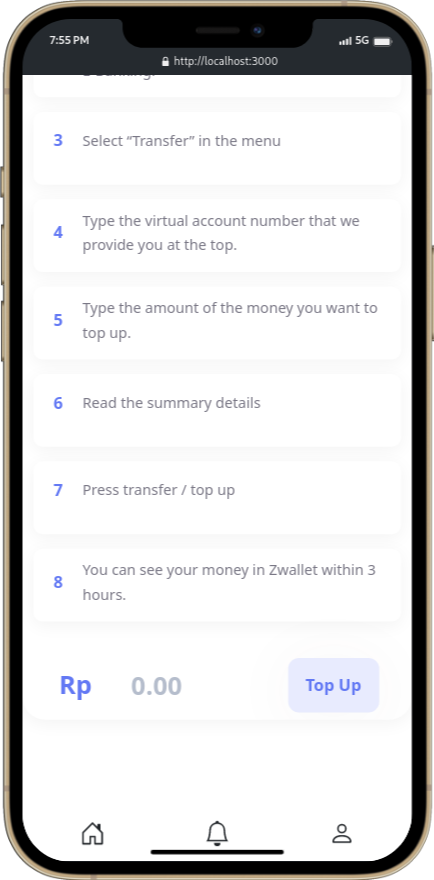 7:55 PM
5G
http://localhost:3000
3 Select “Transfer” in the menu
4 Type the virtual account number that we
provide you at the top.
5 Type the amount of the money you want to
top up.
6 Read the summary details
7 Press transfer / top up
8 You can see your money in Zwallet within 3
hours.
Rp 0.00 Top Up